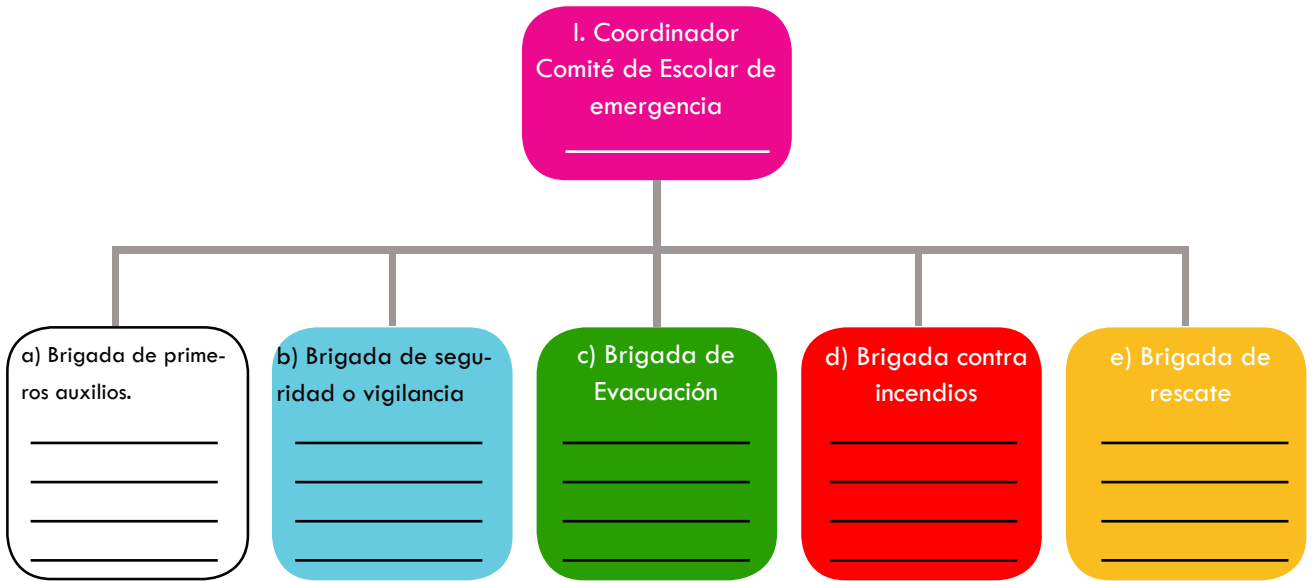 I. Coordinador
Comité de Escolar de
emergencia
a) Brigada de prime-
ros auxilios.
b) Brigada de segu-
ridad o vigilancia
c) Brigada de
Evacuación
d) Brigada contra
incendios
e) Brigada de
rescate